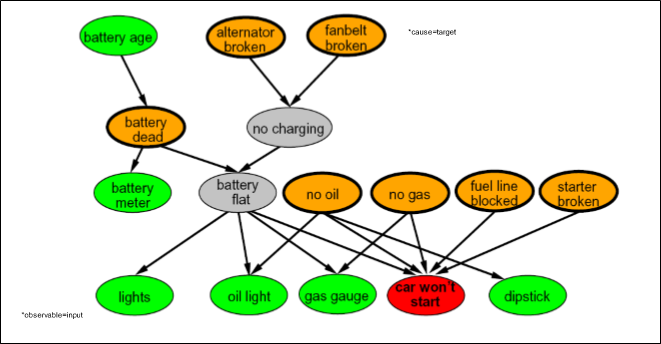 battery age
alternator
broken
fanbelt
broken
*cause=target
battery
dead
no charging
battery
meter
battery
flat
no oil
no gas
fuel line
blocked
starter
broken
lights
oil light
gas gauge
car won't
start
dipstick
*observable=input